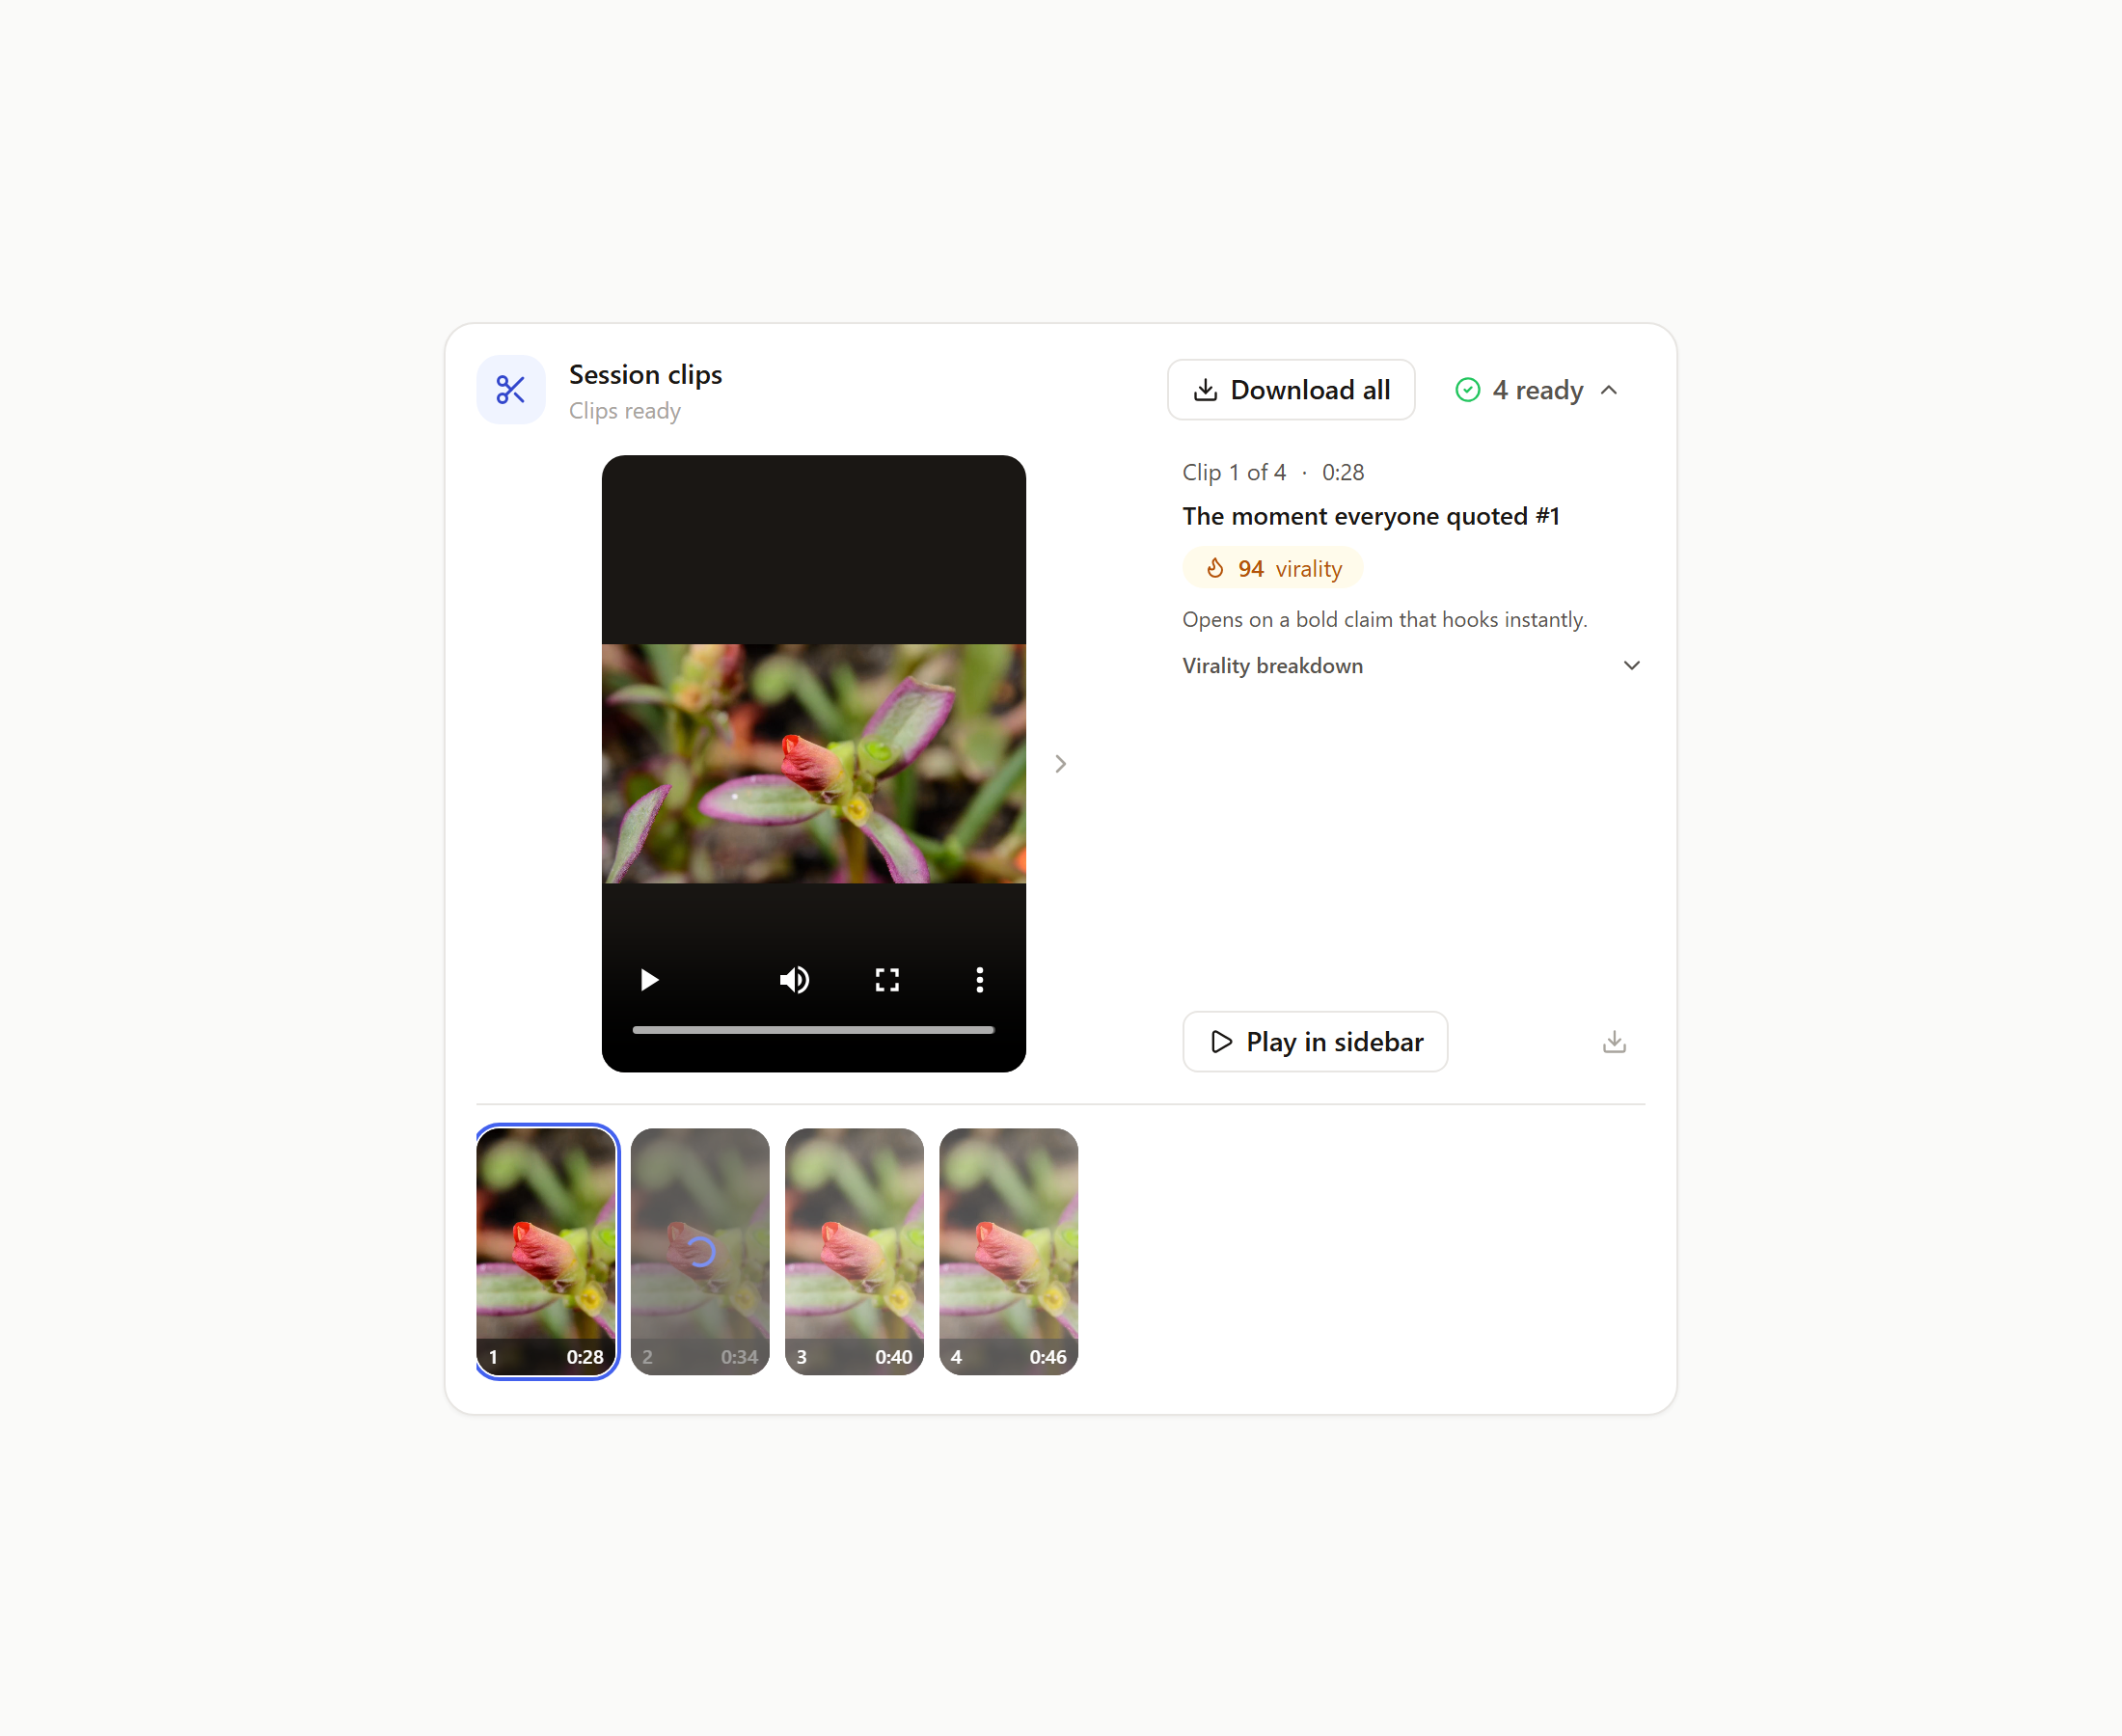 Session clips
Clips ready
Download all
4 ready
Clip 1 of 4 · 0:28
The moment everyone quoted #1
94 virality
Opens on a bold claim that hooks instantly.
Virality breakdown
Play in sidebar
1 0:28
2 0:34
3 0:40
4 0:46